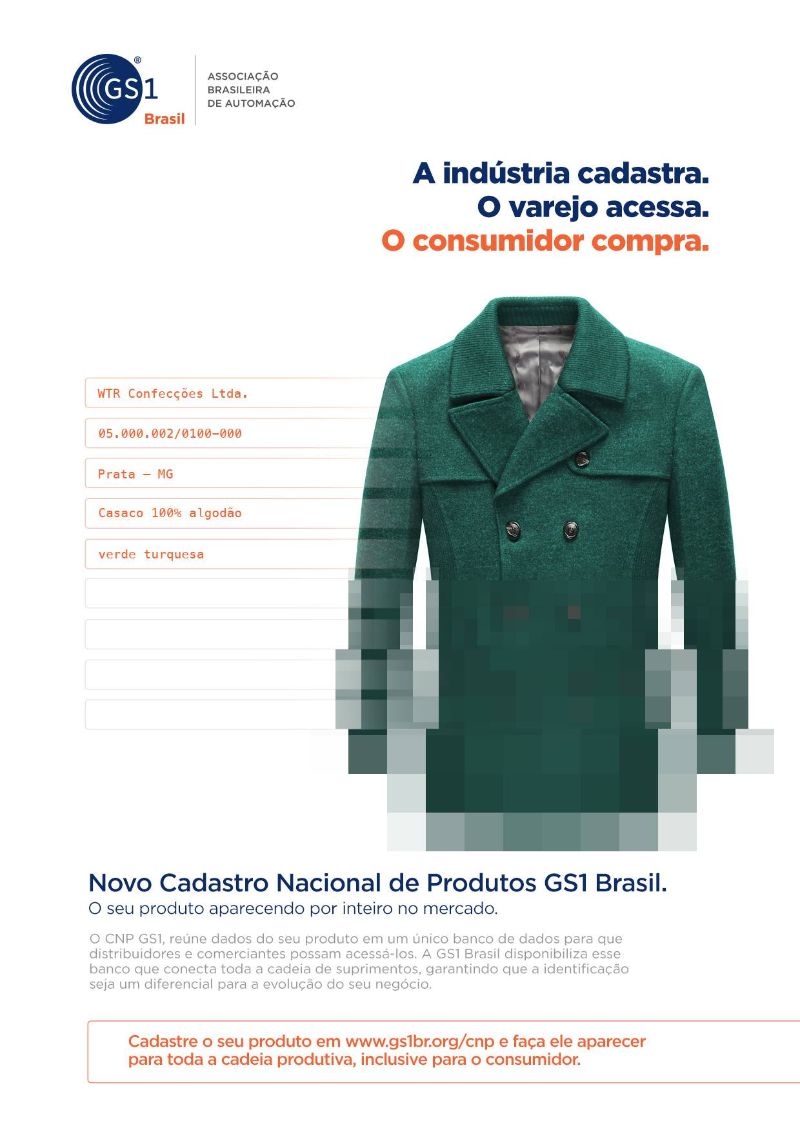 GS1®
Brasil
ASSOCIAÇÃO
BRASILEIRA
DE AUTOMAÇÃO
A indústria cadastra.
O varejo acessa.
O consumidor compra.
WTR Confecções Ltda.
05.000.002/0100-000
Prata – MG
Casaco 100% algodão
verde turquesa
Novo Cadastro Nacional de Produtos GS1 Brasil.
O seu produto aparecendo por inteiro no mercado.
O CNP GS1, reúne dados do seu produto em um único banco de dados para que
distribuidores e comerciantes possam acessá-los. A GS1 Brasil disponibiliza esse
banco que conecta toda a cadeia de suprimentos, garantindo que a identificação
seja um diferencial para a evolução do seu negócio.
Cadastre o seu produto em www.gs1br.org/cnp e faça ele aparecer
para toda a cadeia produtiva, inclusive para o consumidor.